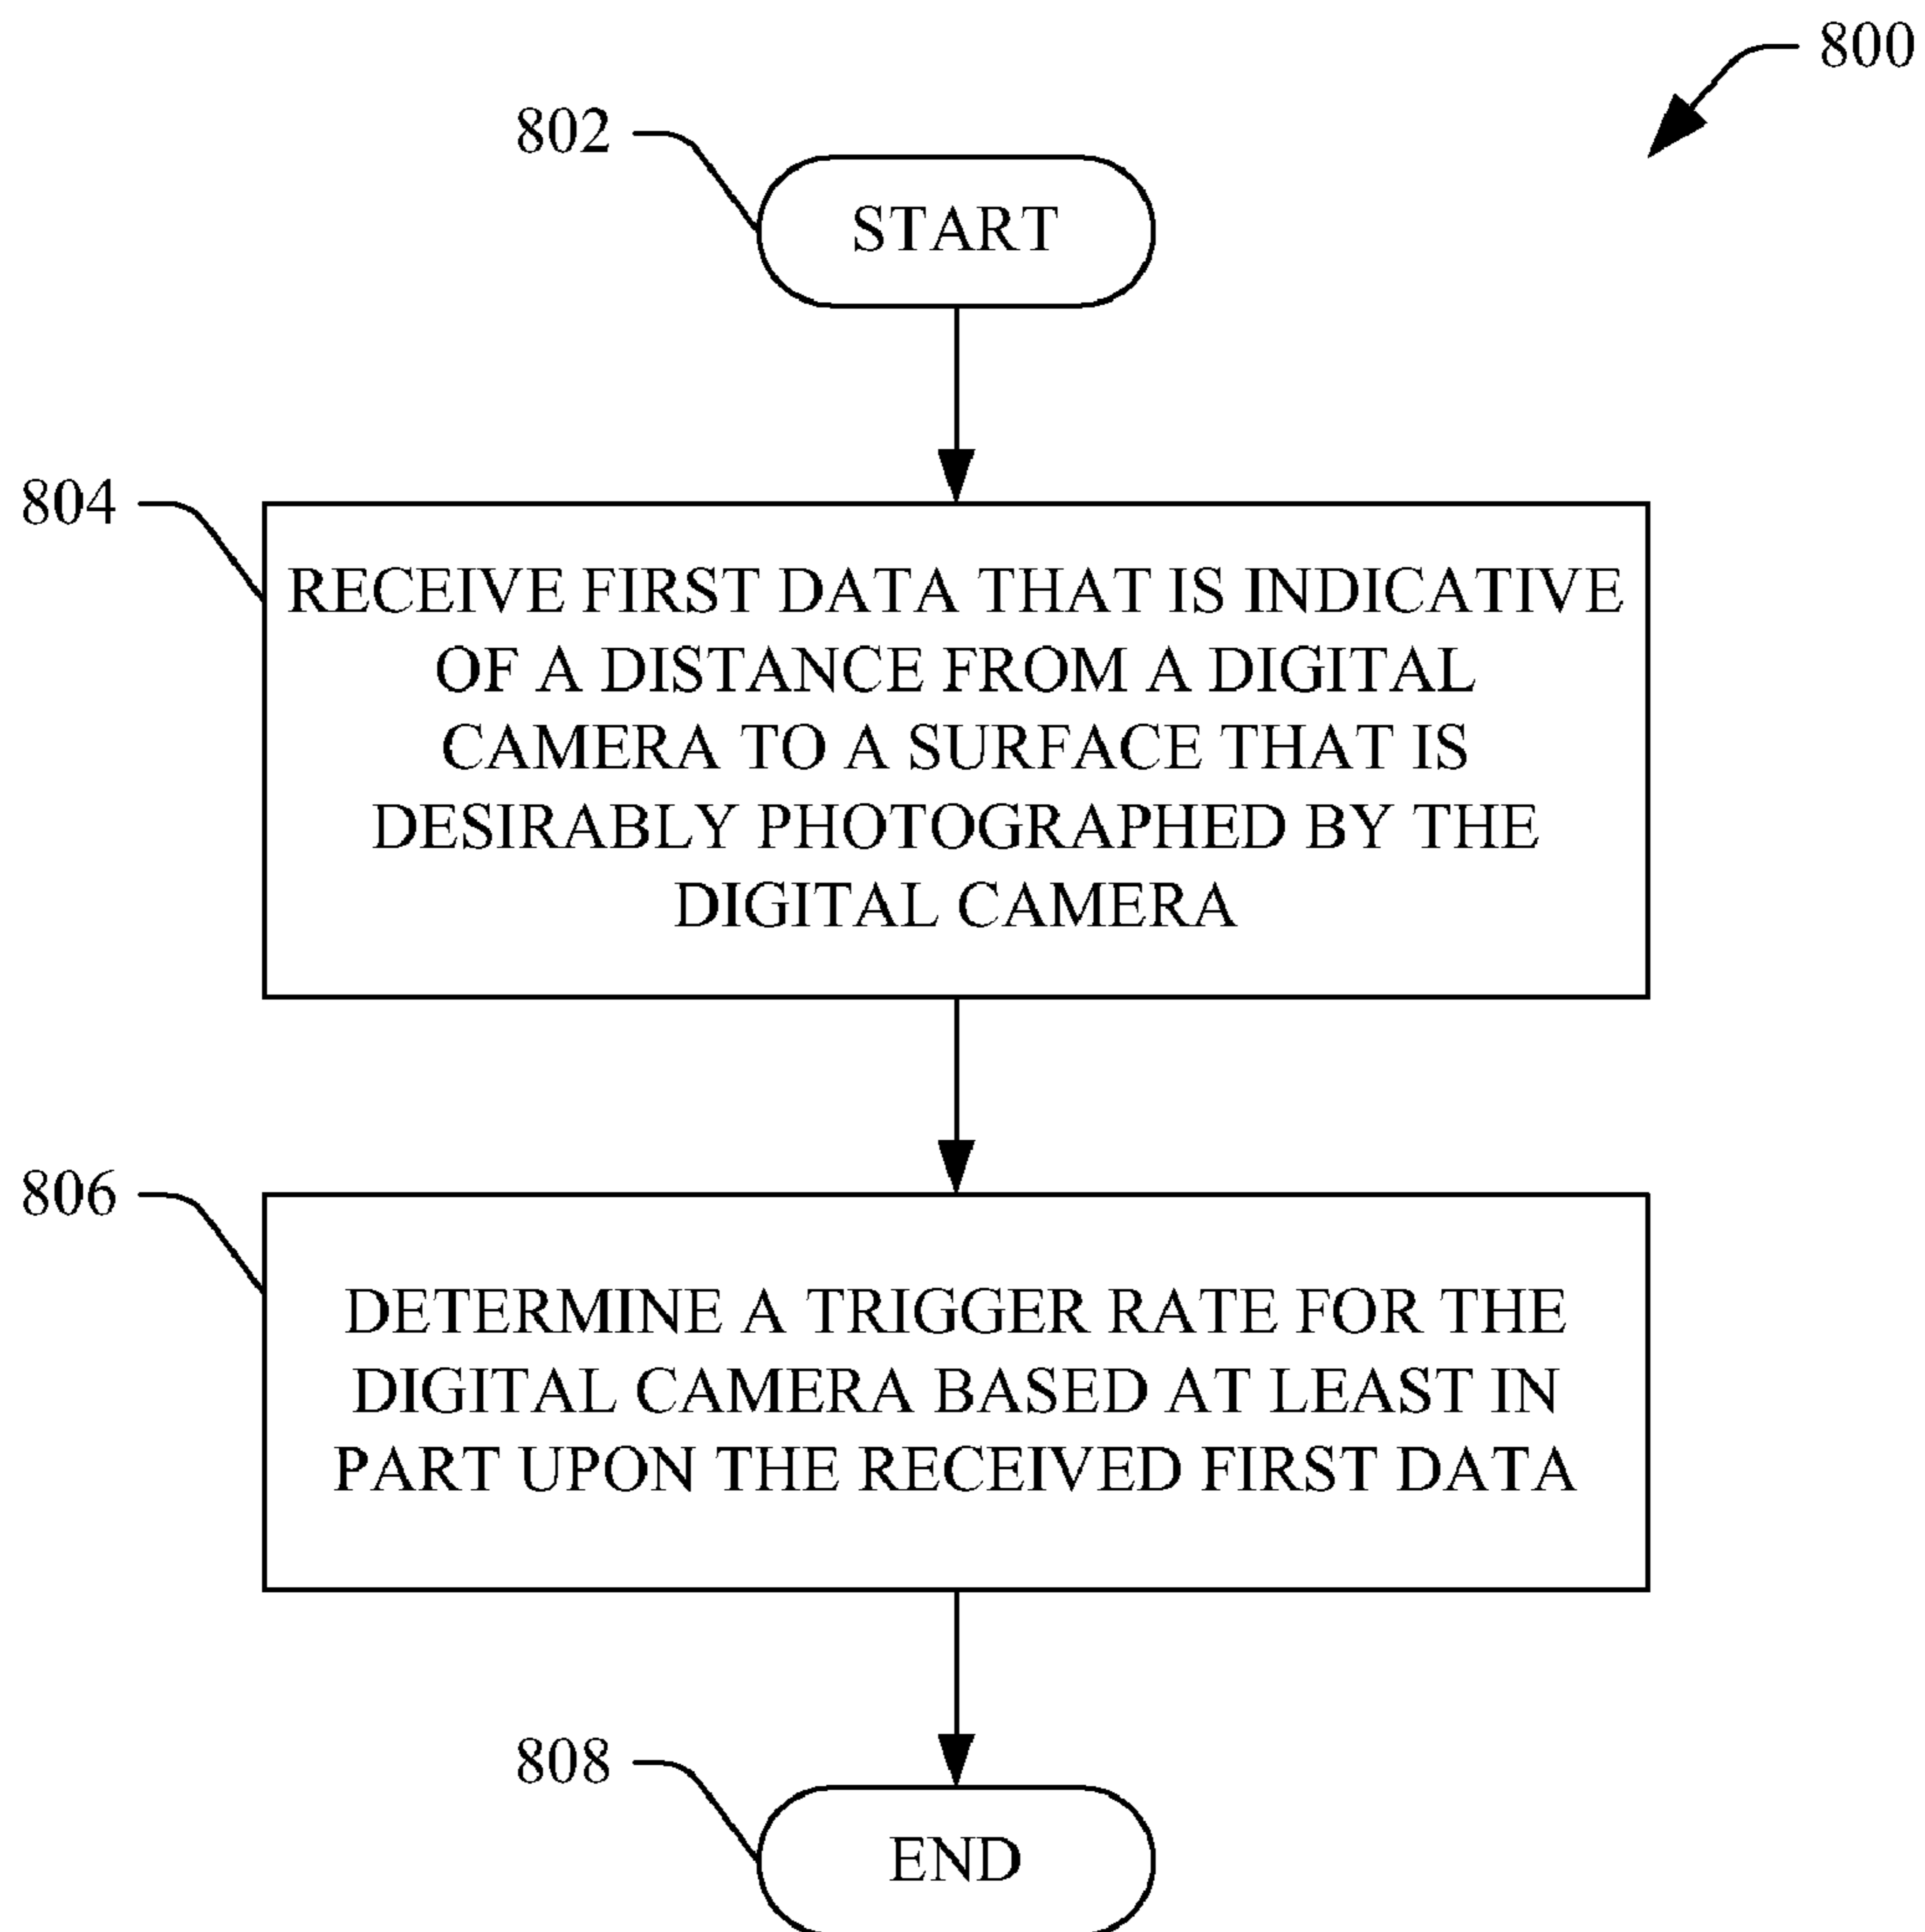 800
802
START
804
RECEIVE FIRST DATA THAT IS INDICATIVE
OF A DISTANCE FROM A DIGITAL
CAMERA TO A SURFACE THAT IS
DESIRABLY PHOTOGRAPHED BY THE
DIGITAL CAMERA
806
DETERMINE A TRIGGER RATE FOR THE
DIGITAL CAMERA BASED AT LEAST IN
PART UPON THE RECEIVED FIRST DATA
808
END